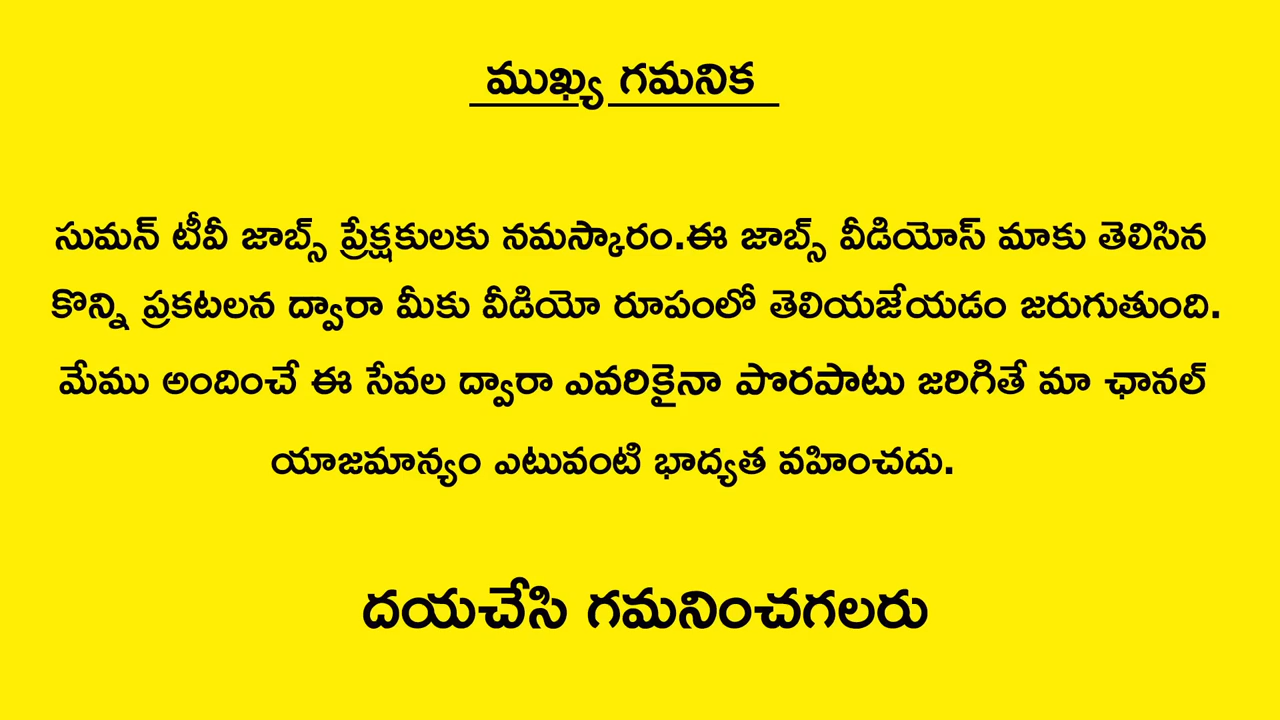 ముఖ్య గమనిక
సుమన్ టీవీ జాబ్స్ ప్రేక్షకులకు నమస్కారం.ఈ జాబ్స్ వీడియోస్ మాకు తెలిసిన
కొన్ని ప్రకటలన ద్వారా మీకు వీడియో రూపంలో తెలియజేయడం జరుగుతుంది.
మేము అందించే ఈ సేవల ద్వారా ఎవరికైనా పొరపాటు జరిగితే మా ఛానల్
యాజమాన్యం ఎటువంటి భాద్యత వహించదు.
దయచేసి గమనించగలరు